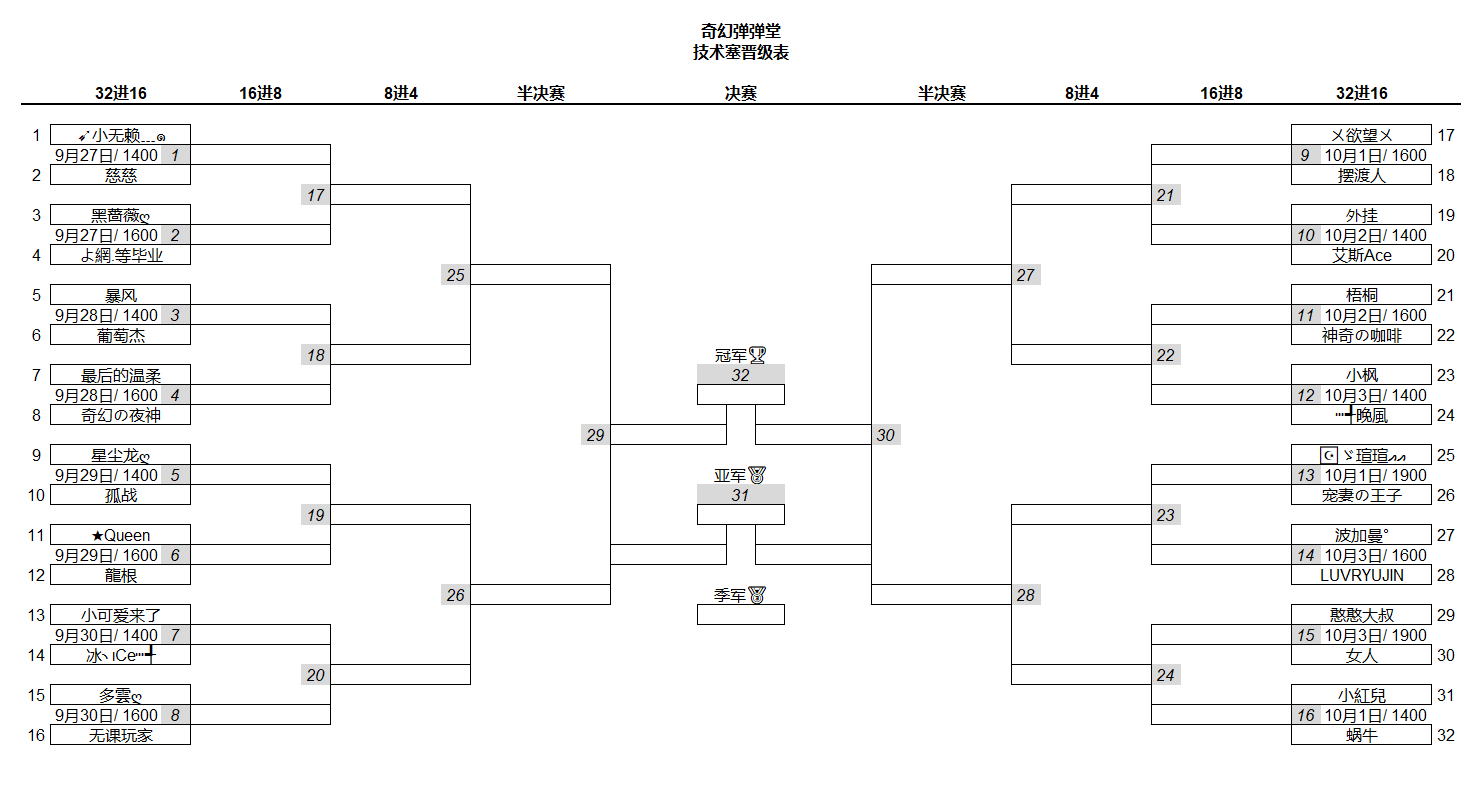 奇幻弹弹堂
技术塞晋级表
32进16 16进8 8进4 半决赛 决赛 半决赛 8进4 16进8 32进16
1 ➶小无赖﹍๑ メ欲望メ 17
9月27日/ 1400 1 9 10月1日/ 1600
2 慈慈 摆渡人 18
17 21
3 黑薔薇ღ 外挂 19
9月27日/ 1600 2 10 10月2日/ 1400
4 よ網.等毕业 艾斯Ace 20
25 27
5 暴风 梧桐 21
9月28日/ 1400 3 11 10月2日/ 1600
6 葡萄杰 神奇の咖啡 22
18 冠军🏆 22
7 最后的温柔 32 小枫 23
9月28日/ 1600 4 12 10月3日/ 1400
8 奇幻の夜神 ┉╃晚風 24
29 30
9 星尘龙ღ ☪ゞ瑄瑄ᨒᨒ 25
9月29日/ 1400 5 亚军🥈 13 10月1日/ 1900
10 孤战 31 宠妻の王子 26
19 23
11 ★Queen 波加曼° 27
9月29日/ 1600 6 14 10月3日/ 1600
12 龍根 LUVRYUJIN 28
26 季军🥉 28
13 小可爱来了 憨憨大叔 29
9月30日/ 1400 7 15 10月3日/ 1900
14 冰ヽıCe┉╃ 女人 30
20 24
15 多雲ღ 小紅兒 31
9月30日/ 1600 8 16 10月1日/ 1400
16 无课玩家 蜗牛 32